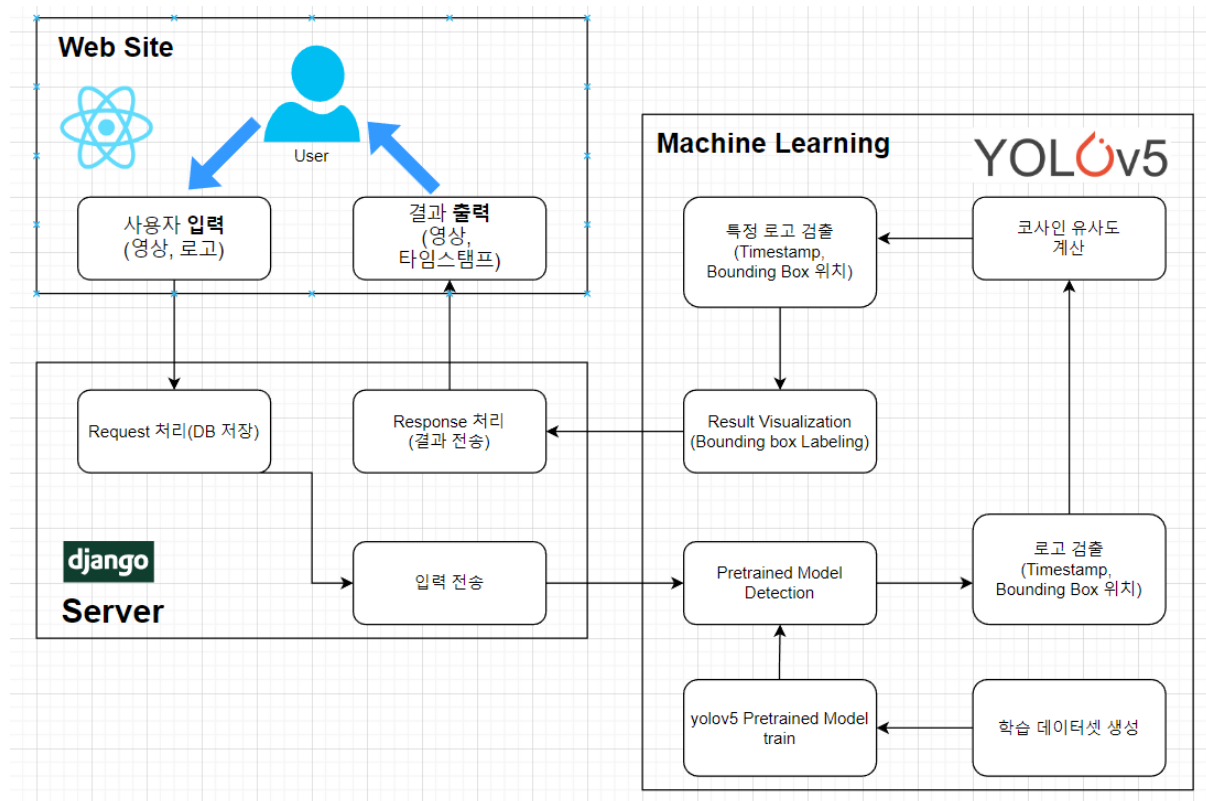 Web Site
User
사용자 입력
(영상, 로고)
결과 출력
(영상,
타임스탬프)
Machine Learning
YOLOv5
특정 로고 검출
(Timestamp,
Bounding Box 위치)
코사인 유사도
계산
Request 처리(DB 저장)
Response 처리
(결과 전송)
Result Visualization
(Bounding box Labeling)
django
Server
입력 전송
Pretrained Model
Detection
로고 검출
(Timestamp,
Bounding Box 위치)
yolov5 Pretrained Model
train
학습 데이터셋 생성